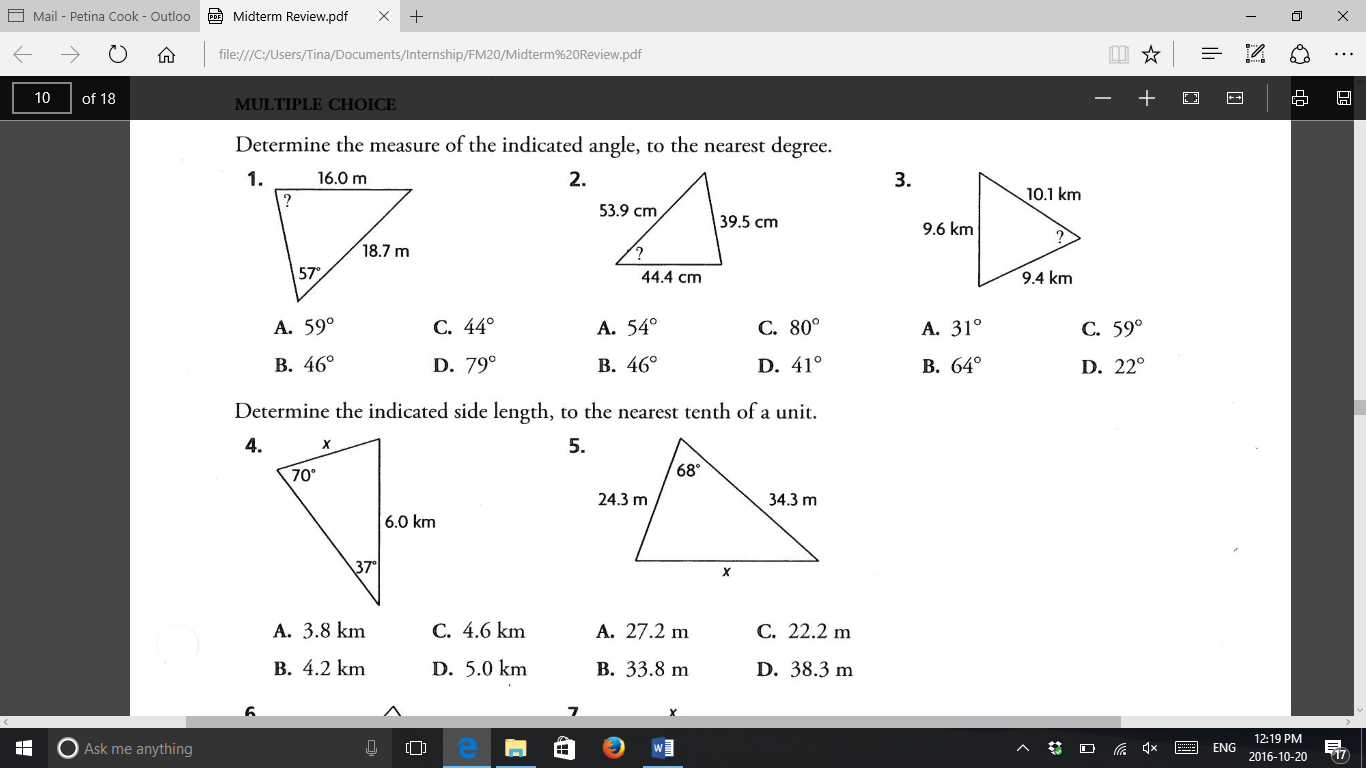 Mail - Petina Cook - Outloo
PDF Midterm Review.pdf
file:///C:/Users/Tina/Documents/Internship/FM20/Midterm%20Review.pdf
10 of 18
MULTIPLE CHOICE
Determine the measure of the indicated angle, to the nearest degree.
1.
16.0 m
?
18.7 m
57°
A. 59° C. 44°
B. 46° D. 79°
2.
53.9 cm
39.5 cm
?
44.4 cm
A. 54° C. 80°
B. 46° D. 41°
3.
10.1 km
9.6 km
?
9.4 km
A. 31° C. 59°
B. 64° D. 22°
Determine the indicated side length, to the nearest tenth of a unit.
4.
x
70°
6.0 km
37°
A. 3.8 km C. 4.6 km
B. 4.2 km D. 5.0 km
5.
68°
24.3 m
34.3 m
x
A. 27.2 m C. 22.2 m
B. 33.8 m D. 38.3 m
6
7
x
Ask me anything
ENG
12:19 PM
2016-10-20
17